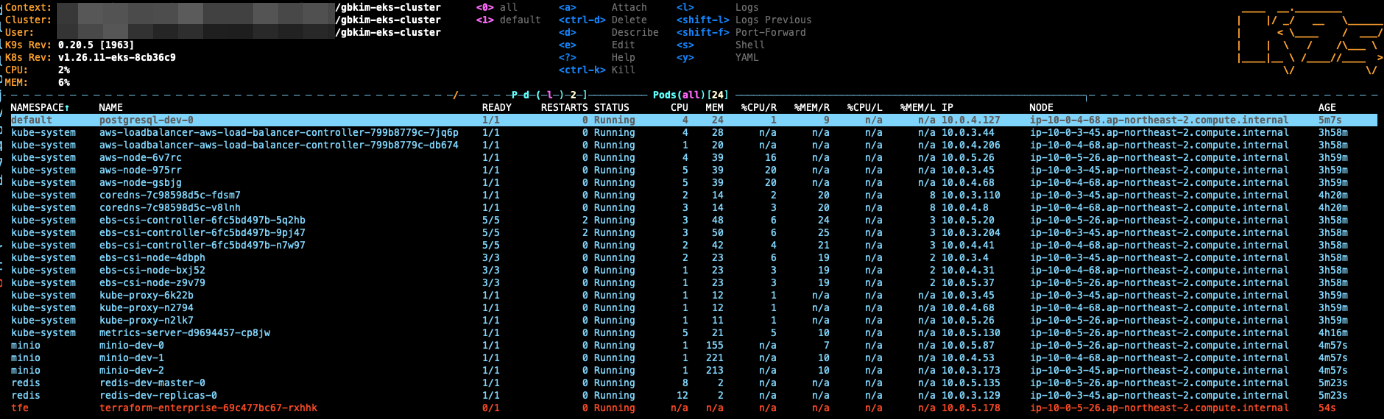 Context: /gbkim-eks-cluster <0> all <a> Attach <l> Logs
Cluster: /gbkim-eks-cluster <1> default <ctrl-d> Delete <shift-l> Logs Previous
User: /gbkim-eks-cluster <d> Describe <shift-f> Port-Forward
K9s Rev: 0.20.5 [1963] <e> Edit <s> Shell
K8s Rev: v1.26.11-eks-8cb36c9 <?> Help <y> YAML
CPU: 2% <ctrl-k> Kill
MEM: 6%
Pods(all)[24]
NAMESPACE↑ NAME READY RESTARTS STATUS CPU MEM %CPU/R %MEM/R %CPU/L %MEM/L IP NODE AGE
default postgresql-dev-0 1/1 0 Running 4 24 1 9 n/a n/a 10.0.4.127 ip-10-0-4-68.ap-northeast-2.compute.internal 5m7s
kube-system aws-loadbalancer-aws-load-balancer-controller-799b8779c-7jq6p 1/1 0 Running 4 28 n/a n/a n/a n/a 10.0.3.44 ip-10-0-3-45.ap-northeast-2.compute.internal 3h58m
kube-system aws-loadbalancer-aws-load-balancer-controller-799b8779c-db674 1/1 0 Running 1 20 n/a n/a n/a n/a 10.0.4.206 ip-10-0-4-68.ap-northeast-2.compute.internal 3h58m
kube-system aws-node-6v7rc 1/1 0 Running 4 39 16 n/a n/a n/a 10.0.5.26 ip-10-0-5-26.ap-northeast-2.compute.internal 3h59m
kube-system aws-node-975rr 1/1 0 Running 5 39 20 n/a n/a n/a 10.0.3.45 ip-10-0-3-45.ap-northeast-2.compute.internal 3h59m
kube-system aws-node-gsbjg 1/1 0 Running 5 39 20 n/a n/a n/a 10.0.4.68 ip-10-0-4-68.ap-northeast-2.compute.internal 3h59m
kube-system coredns-7c98598d5c-fdsm7 1/1 0 Running 2 14 2 20 n/a 8 10.0.3.110 ip-10-0-3-45.ap-northeast-2.compute.internal 4h20m
kube-system coredns-7c98598d5c-v8lnh 1/1 0 Running 3 14 3 20 n/a 8 10.0.4.8 ip-10-0-4-68.ap-northeast-2.compute.internal 4h20m
kube-system ebs-csi-controller-6fc5bd497b-5q2hb 5/5 2 Running 3 48 6 24 n/a 3 10.0.5.20 ip-10-0-5-26.ap-northeast-2.compute.internal 3h58m
kube-system ebs-csi-controller-6fc5bd497b-9pj47 5/5 2 Running 3 50 6 25 n/a 3 10.0.3.204 ip-10-0-3-45.ap-northeast-2.compute.internal 3h58m
kube-system ebs-csi-controller-6fc5bd497b-n7w97 5/5 0 Running 2 42 4 21 n/a 3 10.0.4.41 ip-10-0-4-68.ap-northeast-2.compute.internal 3h58m
kube-system ebs-csi-node-4dbph 3/3 0 Running 2 23 6 19 n/a 2 10.0.3.4 ip-10-0-3-45.ap-northeast-2.compute.internal 3h58m
kube-system ebs-csi-node-bxj52 3/3 0 Running 1 23 3 19 n/a 2 10.0.4.31 ip-10-0-4-68.ap-northeast-2.compute.internal 3h58m
kube-system ebs-csi-node-z9v79 3/3 0 Running 1 23 3 19 n/a 2 10.0.5.37 ip-10-0-5-26.ap-northeast-2.compute.internal 3h58m
kube-system kube-proxy-6k22b 1/1 0 Running 1 12 1 n/a n/a n/a 10.0.3.45 ip-10-0-3-45.ap-northeast-2.compute.internal 3h59m
kube-system kube-proxy-n2794 1/1 0 Running 1 12 1 n/a n/a n/a 10.0.4.68 ip-10-0-4-68.ap-northeast-2.compute.internal 3h59m
kube-system kube-proxy-n2lk7 1/1 0 Running 1 11 1 n/a n/a n/a 10.0.5.26 ip-10-0-5-26.ap-northeast-2.compute.internal 3h59m
kube-system metrics-server-d9694457-cp8jw 1/1 0 Running 5 21 5 10 n/a n/a 10.0.5.130 ip-10-0-5-26.ap-northeast-2.compute.internal 4h16m
minio minio-dev-0 1/1 0 Running 1 155 n/a 7 n/a n/a 10.0.5.87 ip-10-0-5-26.ap-northeast-2.compute.internal 4m57s
minio minio-dev-1 1/1 0 Running 1 221 n/a 10 n/a n/a 10.0.4.53 ip-10-0-4-68.ap-northeast-2.compute.internal 4m57s
minio minio-dev-2 1/1 0 Running 1 213 n/a 10 n/a n/a 10.0.3.173 ip-10-0-3-45.ap-northeast-2.compute.internal 4m57s
redis redis-dev-master-0 1/1 0 Running 8 2 n/a n/a n/a n/a 10.0.5.135 ip-10-0-5-26.ap-northeast-2.compute.internal 5m23s
redis redis-dev-replicas-0 1/1 0 Running 12 2 n/a n/a n/a n/a 10.0.3.129 ip-10-0-3-45.ap-northeast-2.compute.internal 5m23s
tfe terraform-enterprise-69c477bc67-rxhhk 0/1 0 Running n/a n/a n/a n/a n/a n/a 10.0.5.178 ip-10-0-5-26.ap-northeast-2.compute.internal 54s